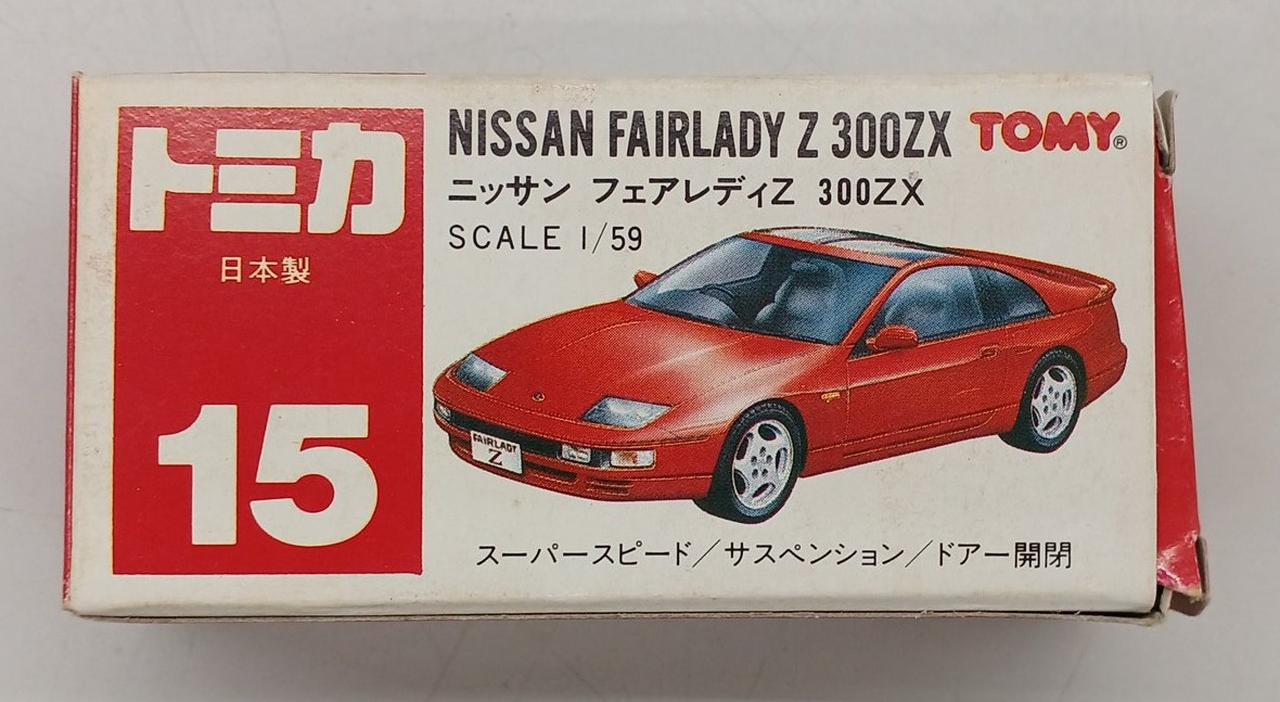 トミカ
日本製
15
NISSAN FAIRLADY Z 300ZX TOMY®
ニッサン フェアレディZ 300ZX
SCALE 1/59
FAIRLADY
Z
スーパースピード/サスペンション/ドアー開閉